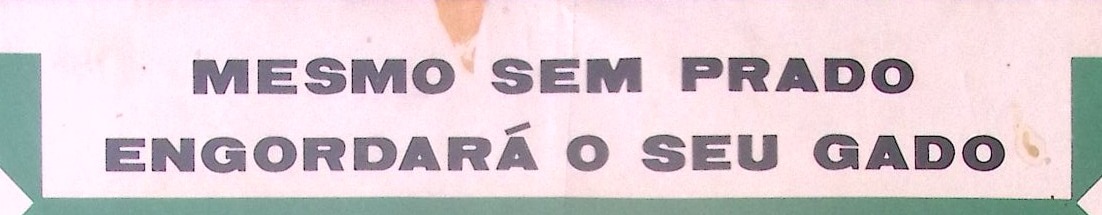 MESMO SEM PRADO
ENGORDARÁ O SEU GADO